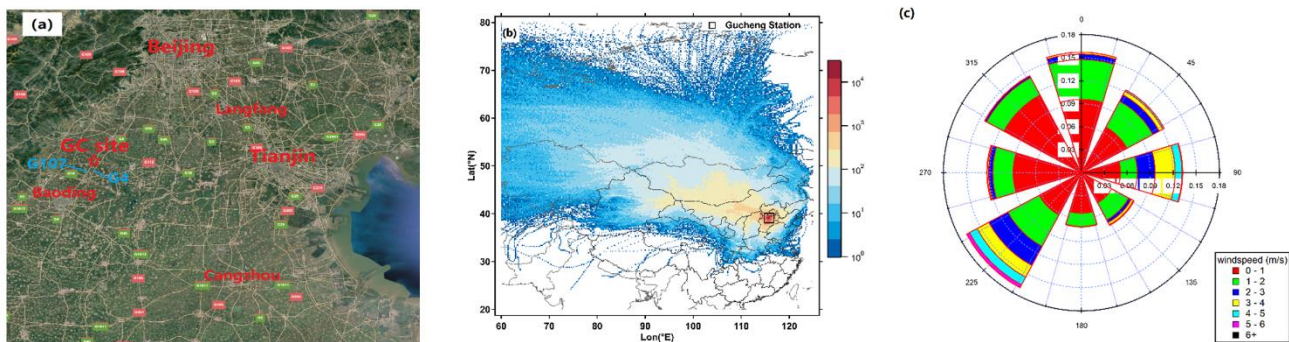 (a)
Beijing
Langfang
GC site
Tianjin
G107
G4
Baoding
Cangzhou
(b)
Gucheng Station
80
70
60
50
40
30
20
Lat(°N)
60
70
80
90
100
110
120
Lon(°E)
10⁴
10³
10²
10¹
10⁰
(c)
0
45
90
135
180
225
270
315
0.18
0.15
0.12
0.09
0.06
0.03
0.03
0.06
0.09
0.12
0.15
0.18
windspeed (m/s)
0 - 1
1 - 2
2 - 3
3 - 4
4 - 5
5 - 6
6+